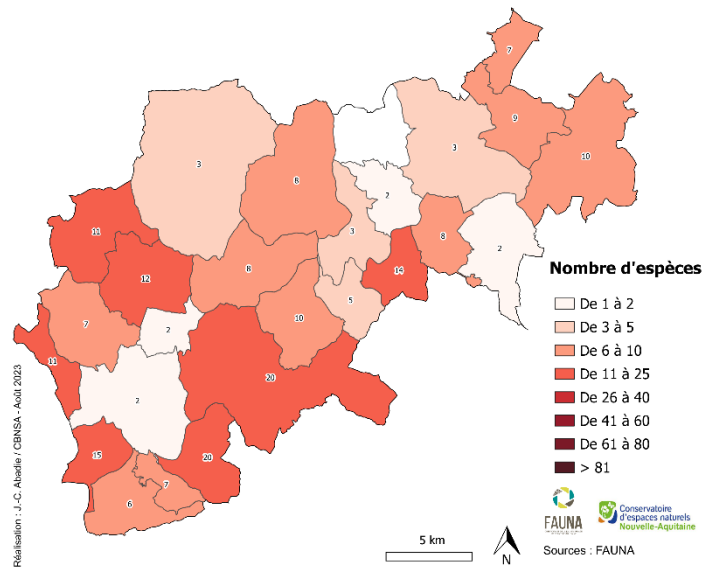 7
9
10
3
3
8
2
3
8
2
11
12
8
14
5
10
7
2
11
20
2
15
20
7
6
Nombre d'espèces
De 1 à 2
De 3 à 5
De 6 à 10
De 11 à 25
De 26 à 40
De 41 à 60
De 61 à 80
> 81
FAUNA
Conservatoire
d'espaces naturels
Nouvelle-Aquitaine
5 km
N
Sources : FAUNA
Réalisation : J.-C. Abadie / CBNSA - Août 2023